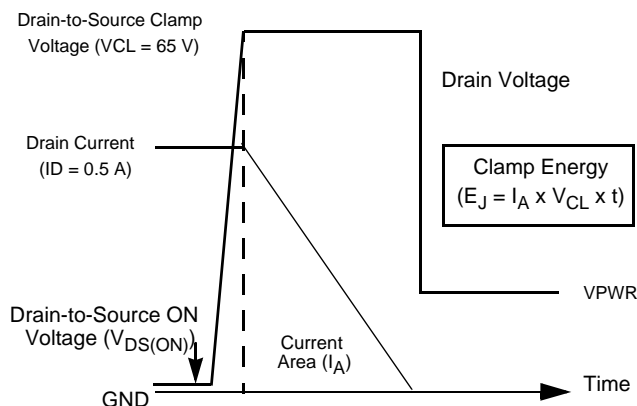 Drain-to-Source Clamp
Voltage (VCL = 65 V)
Drain Voltage
Drain Current
(ID = 0.5 A)
Clamp Energy
(EJ = IA x VCL x t)
VPWR
Drain-to-Source ON
Voltage (VDS(ON))
Current
Area (IA)
GND
Time